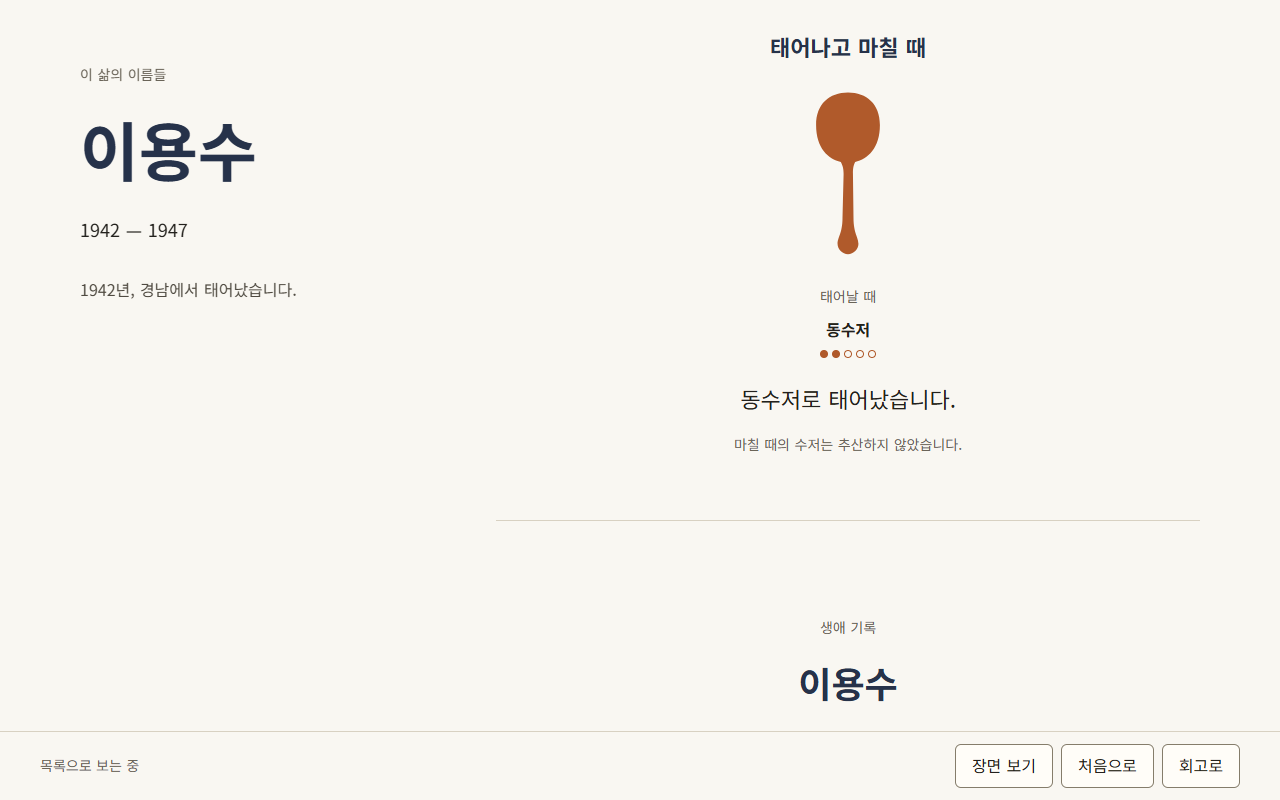 이 삶의 이름들
이용수
1942 — 1947
1942년, 경남에서 태어났습니다.
태어나고 마칠 때
태어날 때
동수저
동수저로 태어났습니다.
마칠 때의 수저는 추산하지 않았습니다.
생애 기록
이용수
목록으로 보는 중
장면 보기
처음으로
회고로